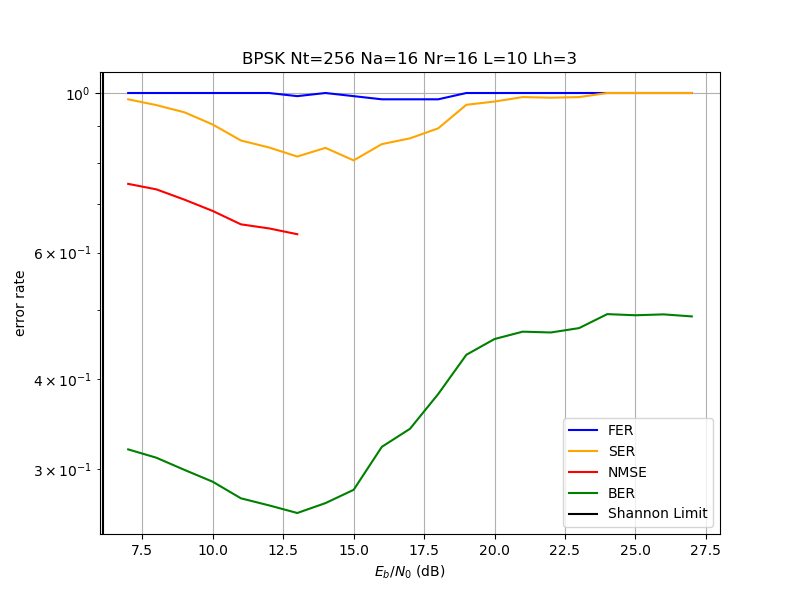 BPSK Nt=256 Na=16 Nr=16 L=10 Lh=3
10⁰
6 × 10⁻¹
4 × 10⁻¹
3 × 10⁻¹
error rate
FER
SER
NMSE
BER
Shannon Limit
7.5 10.0 12.5 15.0 17.5 20.0 22.5 25.0 27.5
E_b/N_0 (dB)